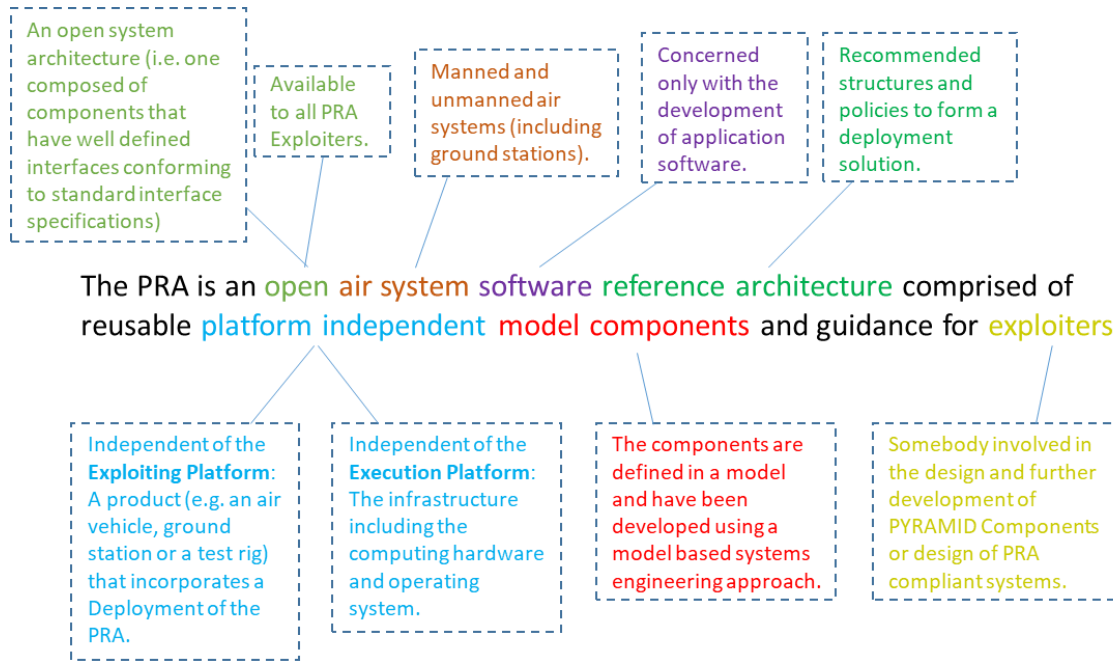 An open system
architecture (i.e. one
composed of
components that
have well defined
interfaces conforming
to standard interface
specifications)
Available
to all PRA
Exploiters.
Manned and
unmanned air
systems (including
ground stations).
Concerned
only with the
development
of application
software.
Recommended
structures and
policies to form a
deployment
solution.
The PRA is an open air system software reference architecture comprised of
reusable platform independent model components and guidance for exploiters
Independent of the
Exploiting Platform:
A product (e.g. an air
vehicle, ground
station or a test rig)
that incorporates a
Deployment of the
PRA.
Independent of the
Execution Platform:
The infrastructure
including the
computing hardware
and operating
system.
The components are
defined in a model
and have been
developed using a
model based systems
engineering approach.
Somebody involved in
the design and further
development of
PYRAMID Components
or design of PRA
compliant systems.